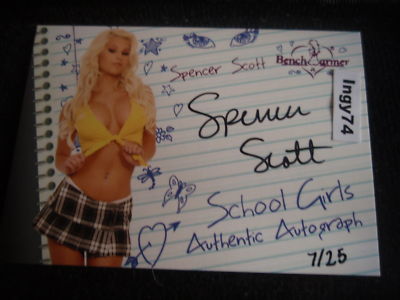 Spencer Scott
BenchWarmer
Ingy74
Spencer
Scott
School Girls
Authentic Autograph
7/25